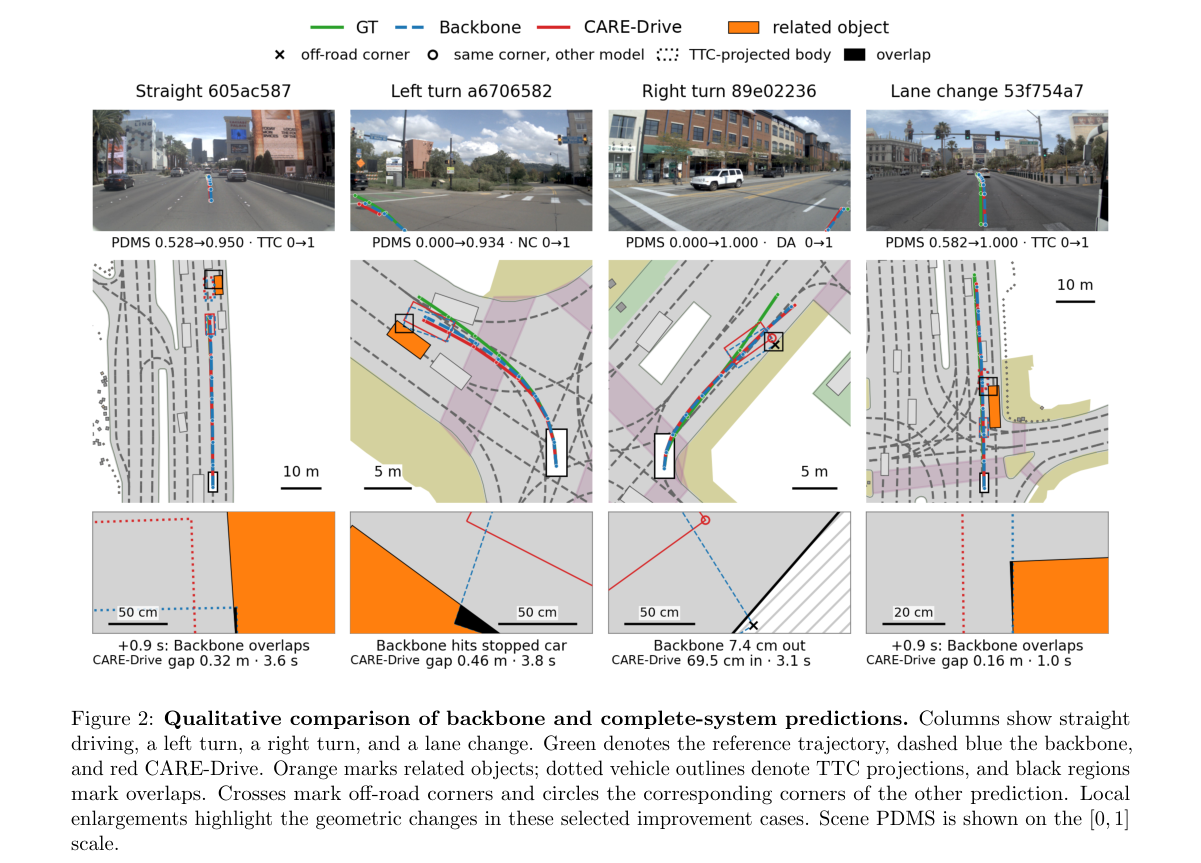 GT Backbone CARE-Drive related object
off-road corner same corner, other model TTC-projected body overlap
Straight 605ac587 Left turn a6706582 Right turn 89e02236 Lane change 53f754a7
PDMS 0.528→0.950 · TTC 0→1 PDMS 0.000→0.934 · NC 0→1 PDMS 0.000→1.000 · DA 0→1 PDMS 0.582→1.000 · TTC 0→1
10 m
10 m 5 m 5 m
50 cm 50 cm 50 cm 20 cm
+0.9 s: Backbone overlaps Backbone hits stopped car Backbone 7.4 cm out +0.9 s: Backbone overlaps
CARE-Drive gap 0.32 m · 3.6 s CARE-Drive gap 0.46 m · 3.8 s CARE-Drive 69.5 cm in · 3.1 s CARE-Drive gap 0.16 m · 1.0 s
Figure 2: Qualitative comparison of backbone and complete-system predictions. Columns show straight
driving, a left turn, a right turn, and a lane change. Green denotes the reference trajectory, dashed blue the backbone,
and red CARE-Drive. Orange marks related objects; dotted vehicle outlines denote TTC projections, and black regions
mark overlaps. Crosses mark off-road corners and circles the corresponding corners of the other prediction. Local
enlargements highlight the geometric changes in these selected improvement cases. Scene PDMS is shown on the [0, 1]
scale.